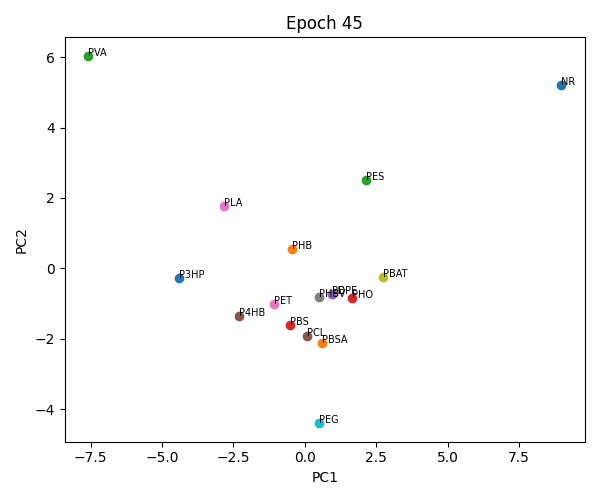 Epoch 45
PVA
NR
PES
PLA
PHB
P3HP
PBAT
PHBV
PHO
PET
P4HB
PBS
PCL
PBSA
PEG
6
4
2
0
−2
−4
PC2
−7.5
−5.0
−2.5
0.0
2.5
5.0
7.5
PC1